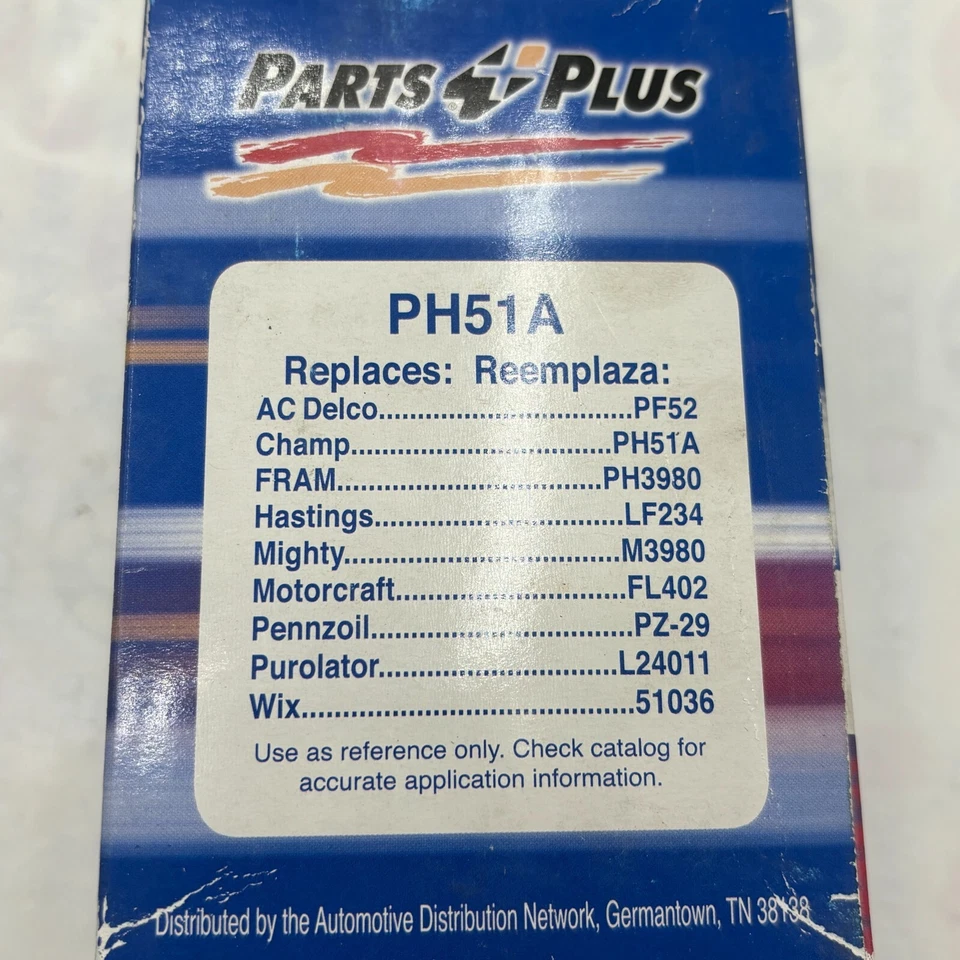 PARTS PLUS
PH51A
Replaces: Reemplaza:
AC Delco..............................PF52
Champ................................PH51A
FRAM.................................PH3980
Hastings..............................LF234
Mighty.................................M3980
Motorcraft............................FL402
Pennzoil...............................PZ-29
Purolator.............................L24011
Wix.......................................51036
Use as reference only. Check catalog for
accurate application information.
Distributed by the Automotive Distribution Network, Germantown, TN 38138